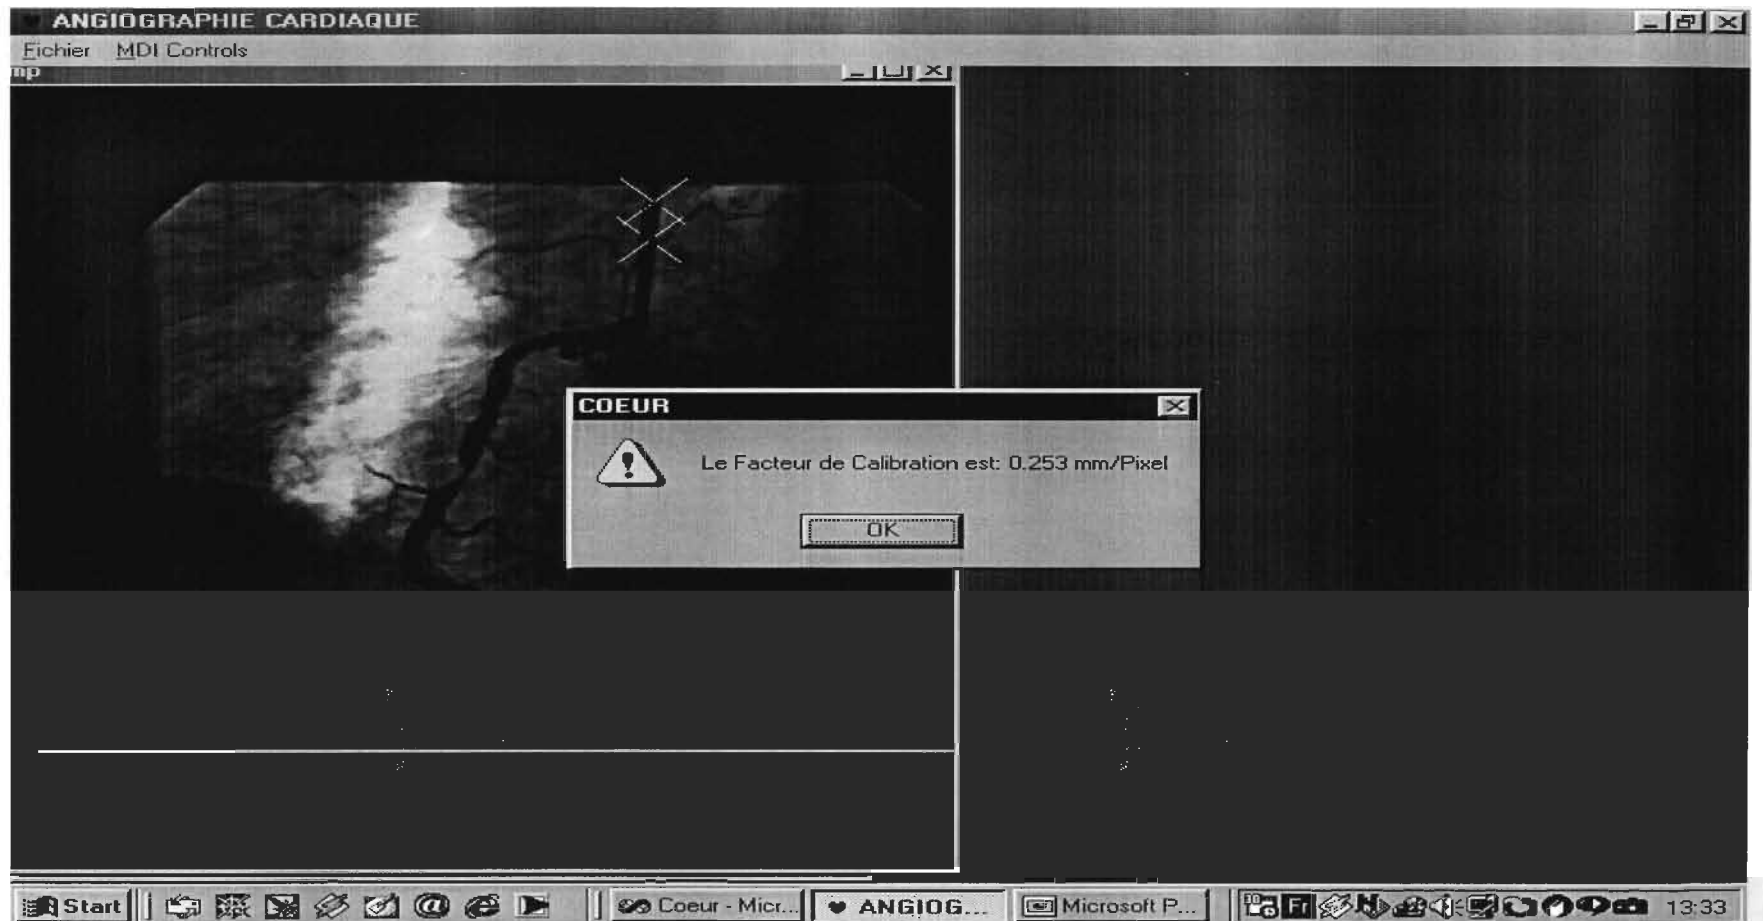 ANGIOGRAPHIE CARDIAQUE
Fichier MDI Controls
mp
COEUR
Le Facteur de Calibration est: 0.253 mm/Pixel
OK
Start
Coeur - Micr...
ANGIOG...
Microsoft P...
13:33